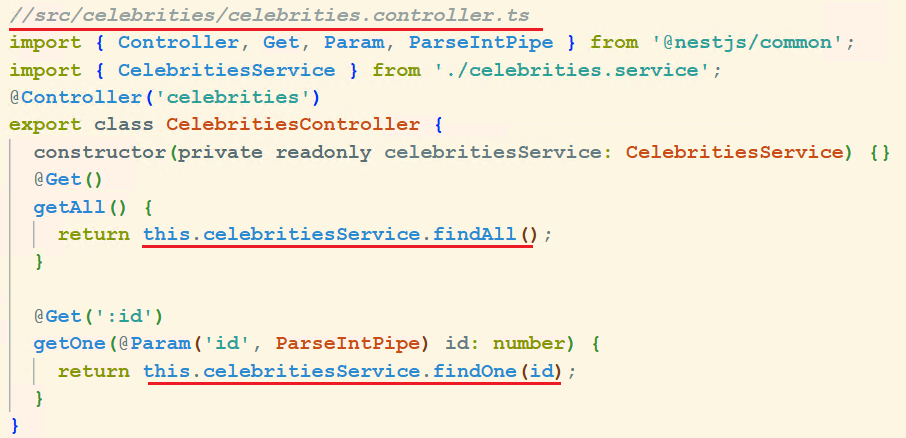 //src/celebrities/celebrities.controller.ts
import { Controller, Get, Param, ParseIntPipe } from '@nestjs/common';
import { CelebritiesService } from './celebrities.service';
@Controller('celebrities')
export class CelebritiesController {
  constructor(private readonly celebritiesService: CelebritiesService) {}
  @Get()
  getAll() {
    return this.celebritiesService.findAll();
  }

  @Get(':id')
  getOne(@Param('id', ParseIntPipe) id: number) {
    return this.celebritiesService.findOne(id);
  }
}